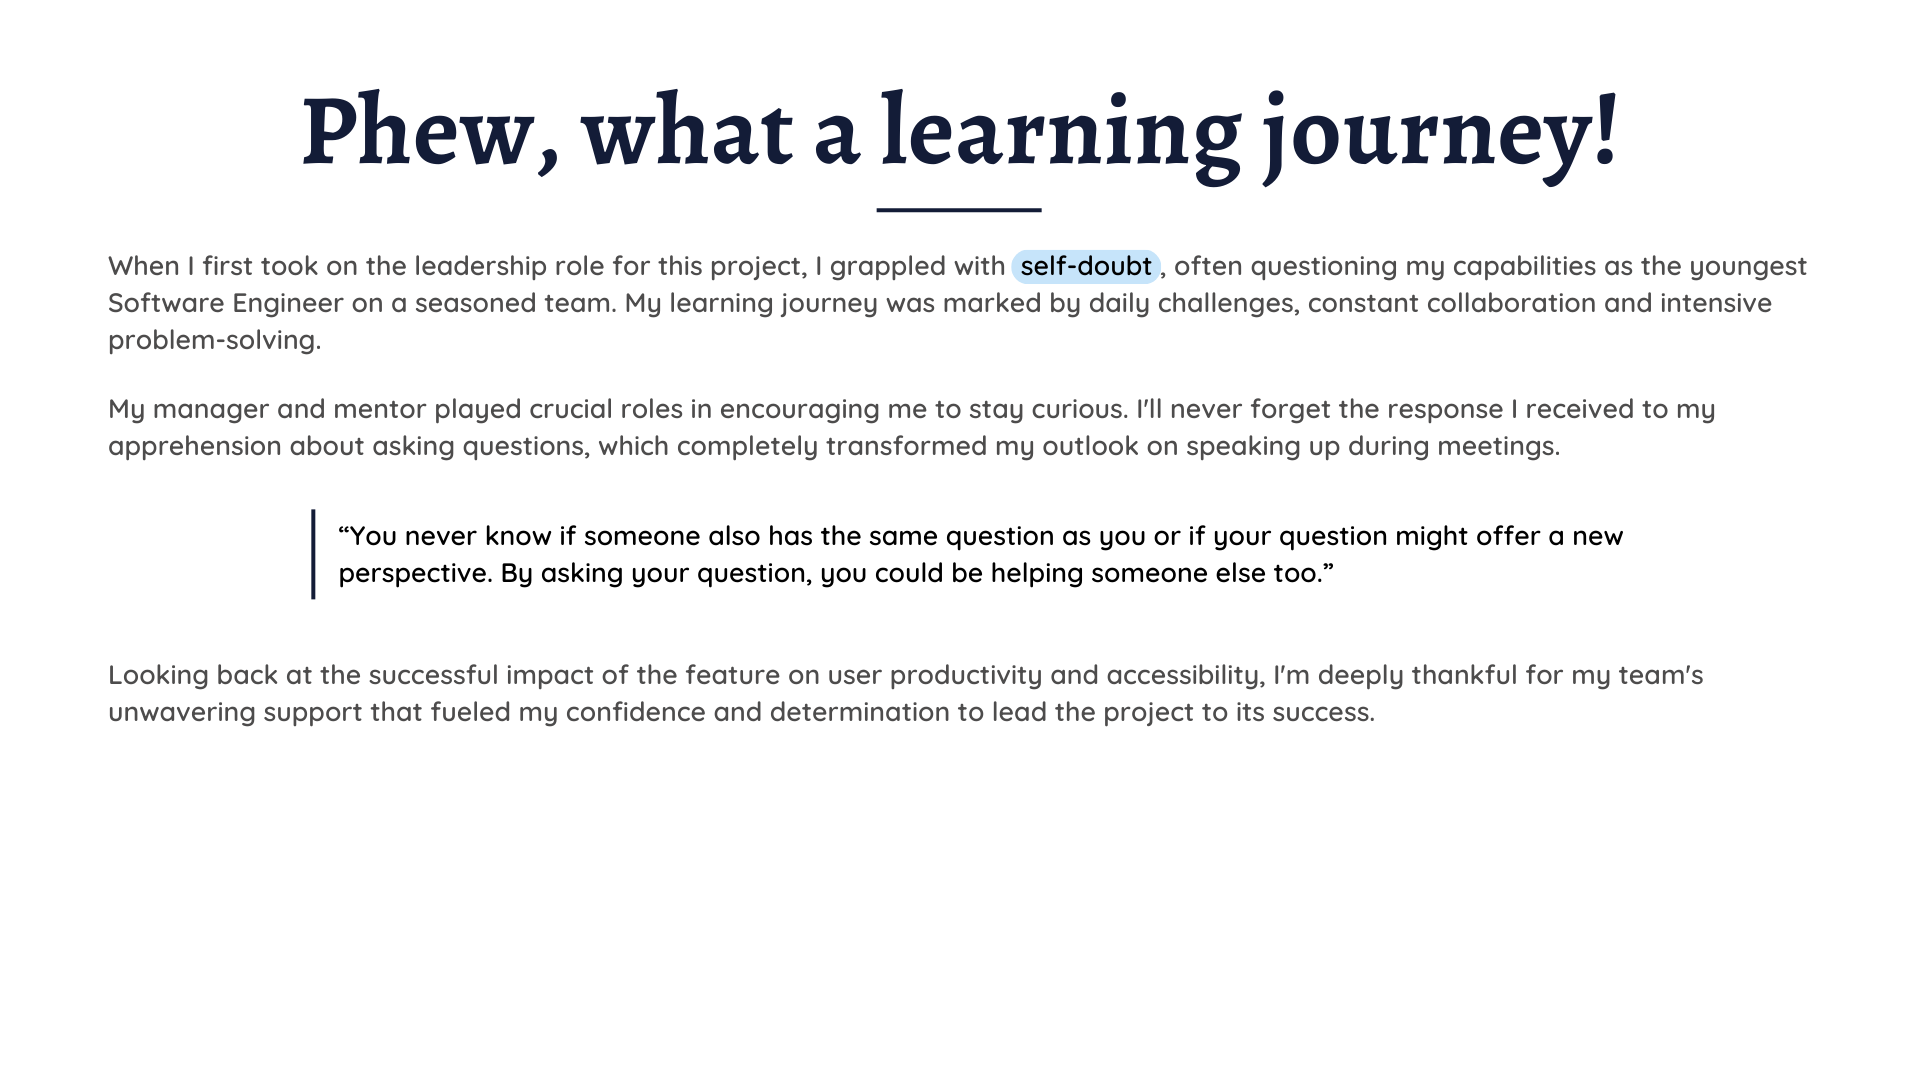 Phew, what a learning journey!
When I first took on the leadership role for this project, I grappled with self-doubt, often questioning my capabilities as the youngest
Software Engineer on a seasoned team. My learning journey was marked by daily challenges, constant collaboration and intensive
problem-solving.
My manager and mentor played crucial roles in encouraging me to stay curious. I'll never forget the response I received to my
apprehension about asking questions, which completely transformed my outlook on speaking up during meetings.
“You never know if someone also has the same question as you or if your question might offer a new
perspective. By asking your question, you could be helping someone else too.”
Looking back at the successful impact of the feature on user productivity and accessibility, I'm deeply thankful for my team's
unwavering support that fueled my confidence and determination to lead the project to its success.